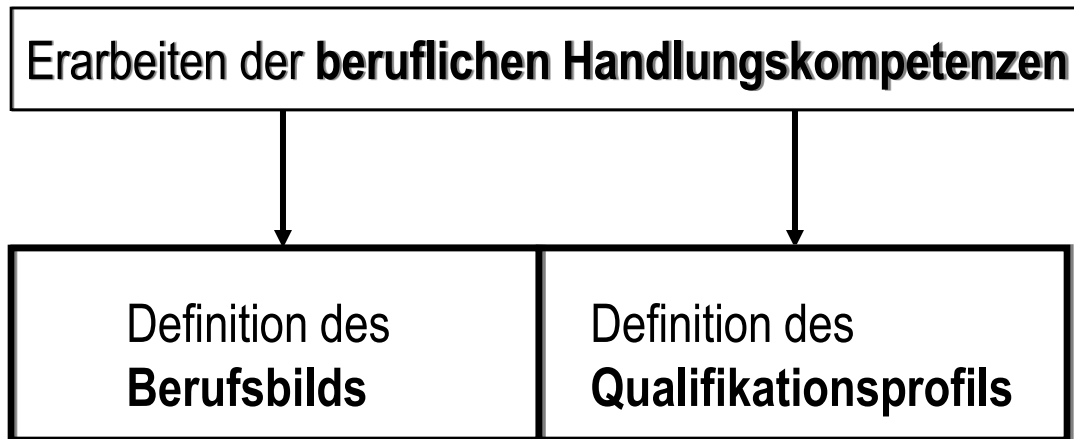 Erarbeiten der beruflichen Handlungskompetenzen
Definition des
Berufsbilds
Definition des
Qualifikationsprofils